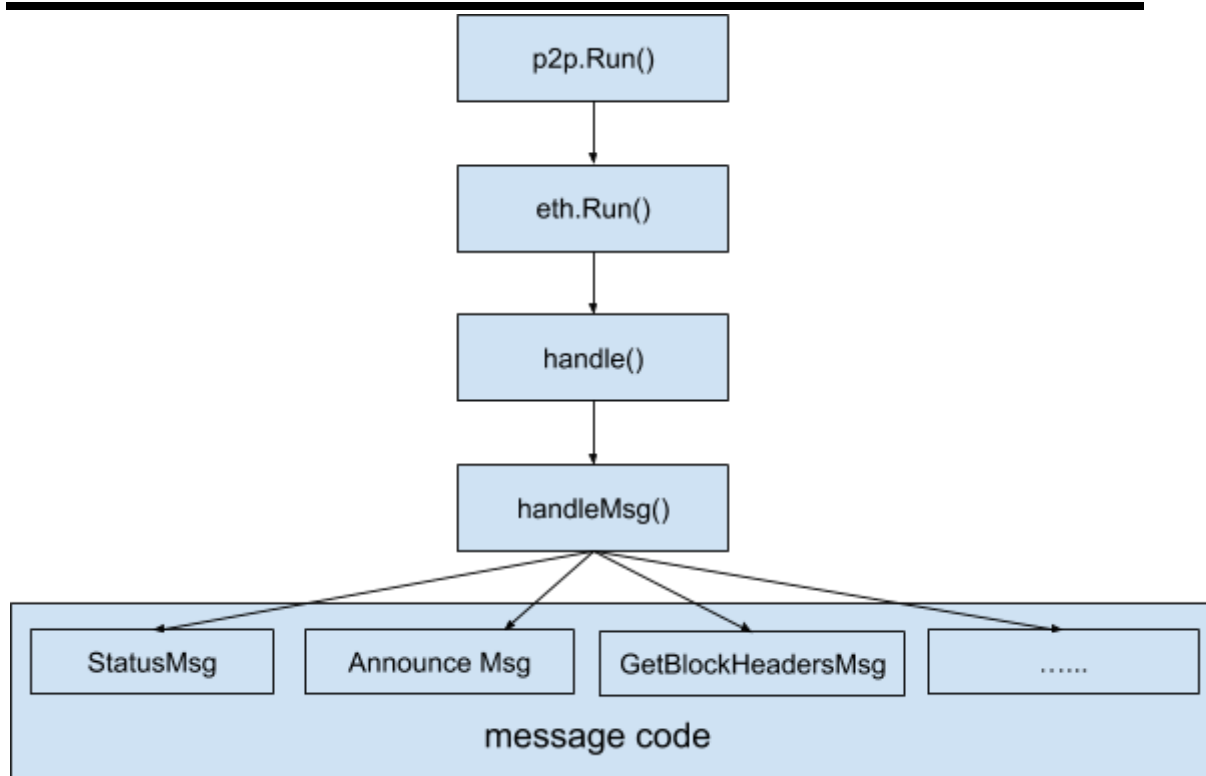 p2p.Run()
eth.Run()
handle()
handleMsg()
StatusMsg
Announce Msg
GetBlockHeadersMsg
…...
message code